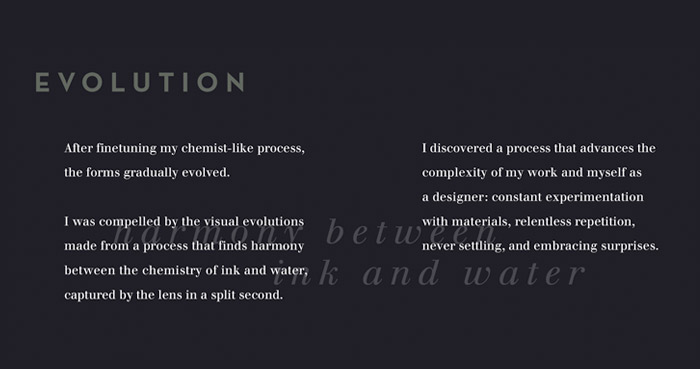 EVOLUTION
After finetuning my chemist-like process,
the forms gradually evolved.
I was compelled by the visual evolutions
made from a process that finds harmony
between the chemistry of ink and water,
captured by the lens in a split second.
I discovered a process that advances the
complexity of my work and myself as
a designer: constant experimentation
with materials, relentless repetition,
never settling, and embracing surprises.
harmony between
ink and water